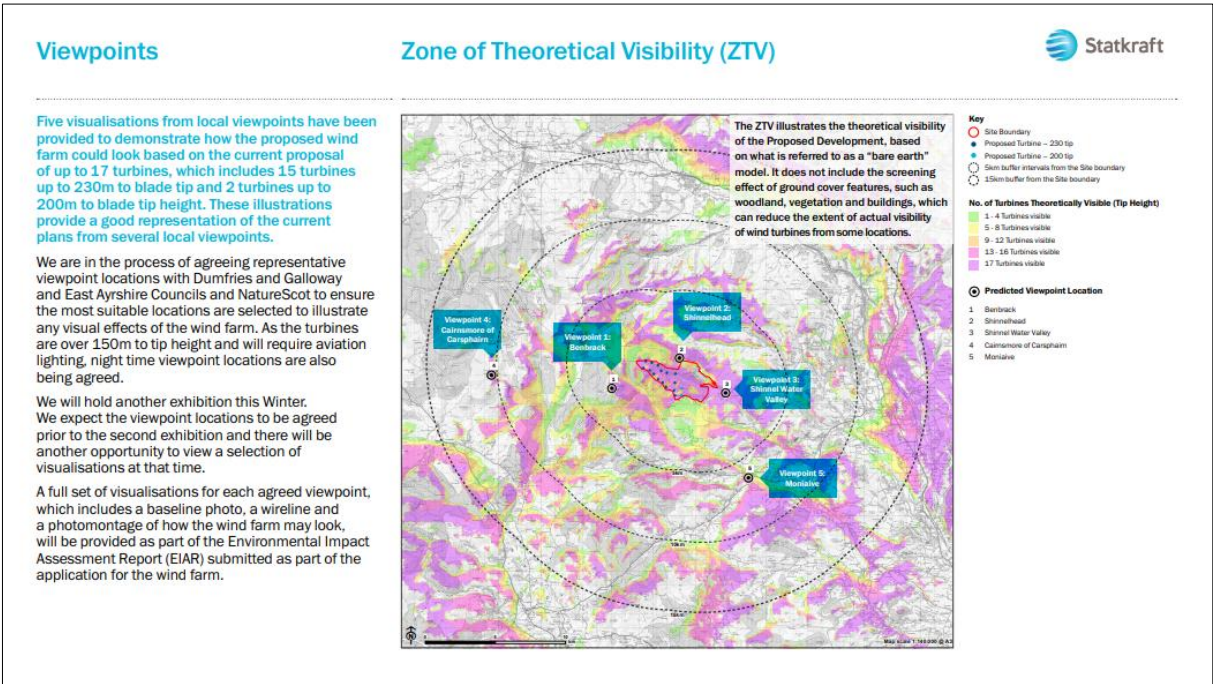 Viewpoints
Zone of Theoretical Visibility (ZTV)
Statkraft
Five visualisations from local viewpoints have been
provided to demonstrate how the proposed wind
farm could look based on the current proposal
of up to 17 turbines, which includes 15 turbines
up to 230m to blade tip and 2 turbines up to
200m to blade tip height. These illustrations
provide a good representation of the current
plans from several local viewpoints.
We are in the process of agreeing representative
viewpoint locations with Dumfries and Galloway
and East Ayrshire Councils and NatureScot to ensure
the most suitable locations are selected to illustrate
any visual effects of the wind farm. As the turbines
are over 150m to tip height and will require aviation
lighting, night time viewpoint locations are also
being agreed.
We will hold another exhibition this Winter.
We expect the viewpoint locations to be agreed
prior to the second exhibition and there will be
another opportunity to view a selection of
visualisations at that time.
A full set of visualisations for each agreed viewpoint,
which includes a baseline photo, a wireline and
a photomontage of how the wind farm may look,
will be provided as part of the Environmental Impact
Assessment Report (EIAR) submitted as part of the
application for the wind farm.
The ZTV illustrates the theoretical visibility
of the Proposed Development, based
on what is referred to as a “bare earth”
model. It does not include the screening
effect of ground cover features, such as
woodland, vegetation and buildings, which
can reduce the extent of actual visibility
of wind turbines from some locations.
Viewpoint 4:
Cairnsmore of
Carsphairn
Viewpoint 1:
Benbrack
Viewpoint 2:
Shinnelhead
Viewpoint 3:
Shinnel Water
Valley
Viewpoint 5:
Moniaive
Map scale 1:140,000 @ A3
Key
Site Boundary
Proposed Turbine – 230 tip
Proposed Turbine – 200 tip
5km buffer intervals from the Site boundary
15km buffer from the Site boundary
No. of Turbines Theoretically Visible (Tip Height)
1 - 4 Turbines visible
5 - 8 Turbines visible
9 - 12 Turbines visible
13 - 16 Turbines visible
17 Turbines visible
Predicted Viewpoint Location
1 Benbrack
2 Shinnelhead
3 Shinnel Water Valley
4 Cairnsmore of Carsphairn
5 Moniaive